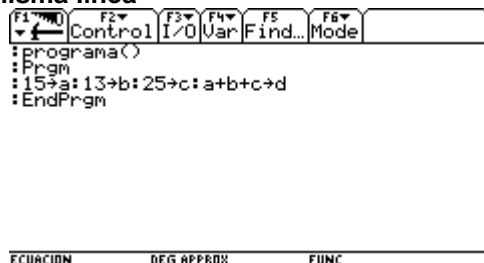 misma línea
F1 F2 F3 F4 F5 F6
Control I/O Var Find... Mode
:programa()
:Prgm
:15→a:13→b:25→c:a+b+c→d
:EndPrgm
ECUACION DEG APPROX FUNC